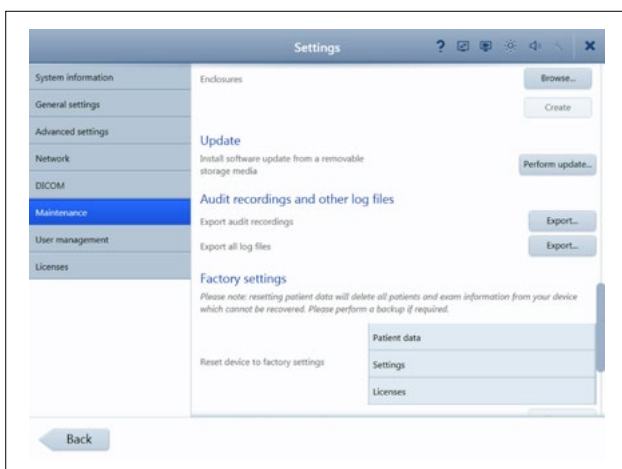 Settings ?
System information
General settings
Advanced settings
Network
DICOM
Maintenance
User management
Licenses
Enclosures Browse...
Create
Update
Install software update from a removable
storage media Perform update...
Audit recordings and other log files
Export audit recordings Export...
Export all log files Export...
Factory settings
Please note: resetting patient data will delete all patients and exam information from your device
which cannot be recovered. Please perform a backup if required.
Reset device to factory settings
Patient data
Settings
Licenses
Back